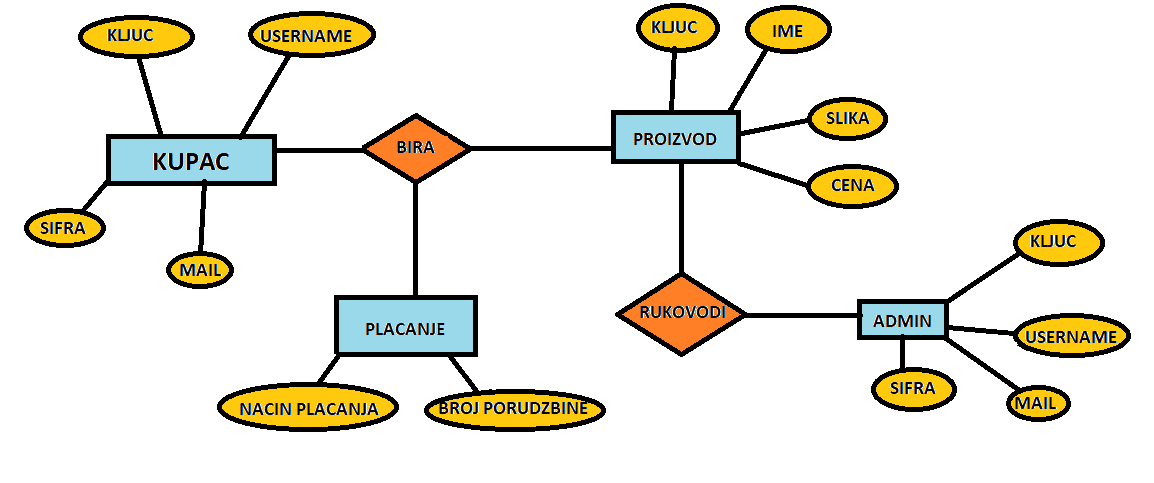 KLJUC
USERNAME
KUPAC
SIFRA
MAIL
BIRA
PLACANJE
NACIN PLACANJA
BROJ PORUDZBINE
KLJUC
IME
PROIZVOD
SLIKA
CENA
RUKOVODI
ADMIN
KLJUC
USERNAME
SIFRA
MAIL